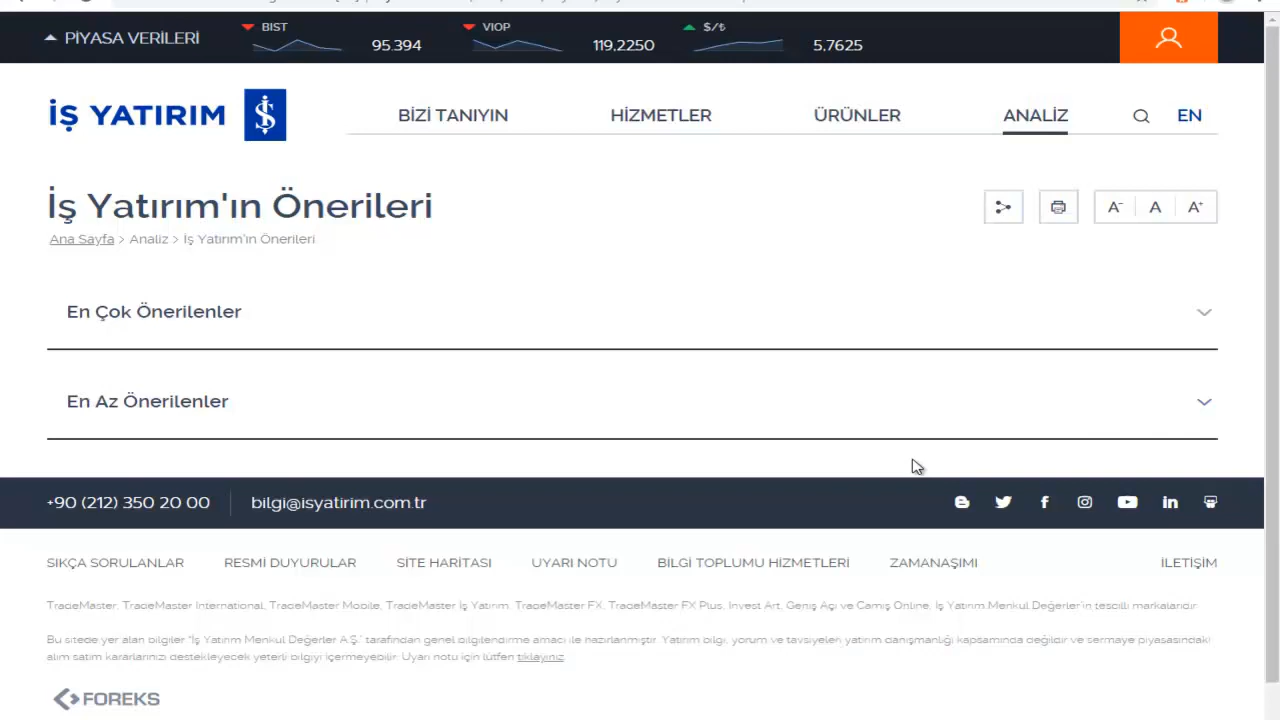 PİYASA VERİLERİ
BIST
95.394
VIOP
119,2250
$/₺
5,7625
İŞ YATIRIM
BİZİ TANIYIN
HİZMETLER
ÜRÜNLER
ANALİZ
EN
İş Yatırım'ın Önerileri
A-
A
A+
Ana Sayfa > Analiz > İş Yatırım'ın Önerileri
En Çok Önerilenler
En Az Önerilenler
+90 (212) 350 20 00
bilgi@isyatirim.com.tr
SIKÇA SORULANLAR
RESMİ DUYURULAR
SİTE HARİTASI
UYARI NOTU
BİLGİ TOPLUMU HİZMETLERİ
ZAMANAŞIMI
İLETİŞİM
TradeMaster, TradeMaster International, TradeMaster Mobile, TradeMaster İş Yatırım, TradeMaster FX, TradeMaster FX Plus, Invest Art, Geniş Açı ve Camiş Online, İş Yatırım Menkul Değerler'in tescilli markalarıdır.
Bu sitede yer alan bilgiler "İş Yatırım Menkul Değerler A.Ş." tarafından genel bilgilendirme amacı ile hazırlanmıştır. Yatırım bilgi, yorum ve tavsiyeleri yatırım danışmanlığı kapsamında değildir ve sermaye piyasasındaki
alım satım kararlarınızı destekleyecek yeterli bilgiyi içermeyebilir. Uyarı notu için lütfen tıklayınız.
FOREKS